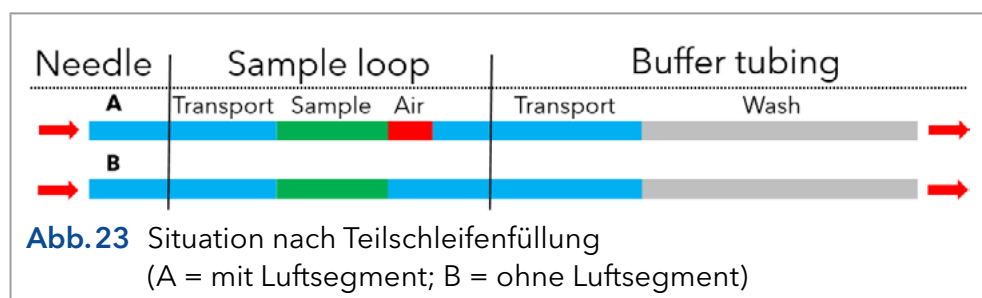 Needle Sample loop Buffer tubing
A Transport Sample Air Transport Wash
B
Abb. 23 Situation nach Teilschleifenfüllung
(A = mit Luftsegment; B = ohne Luftsegment)